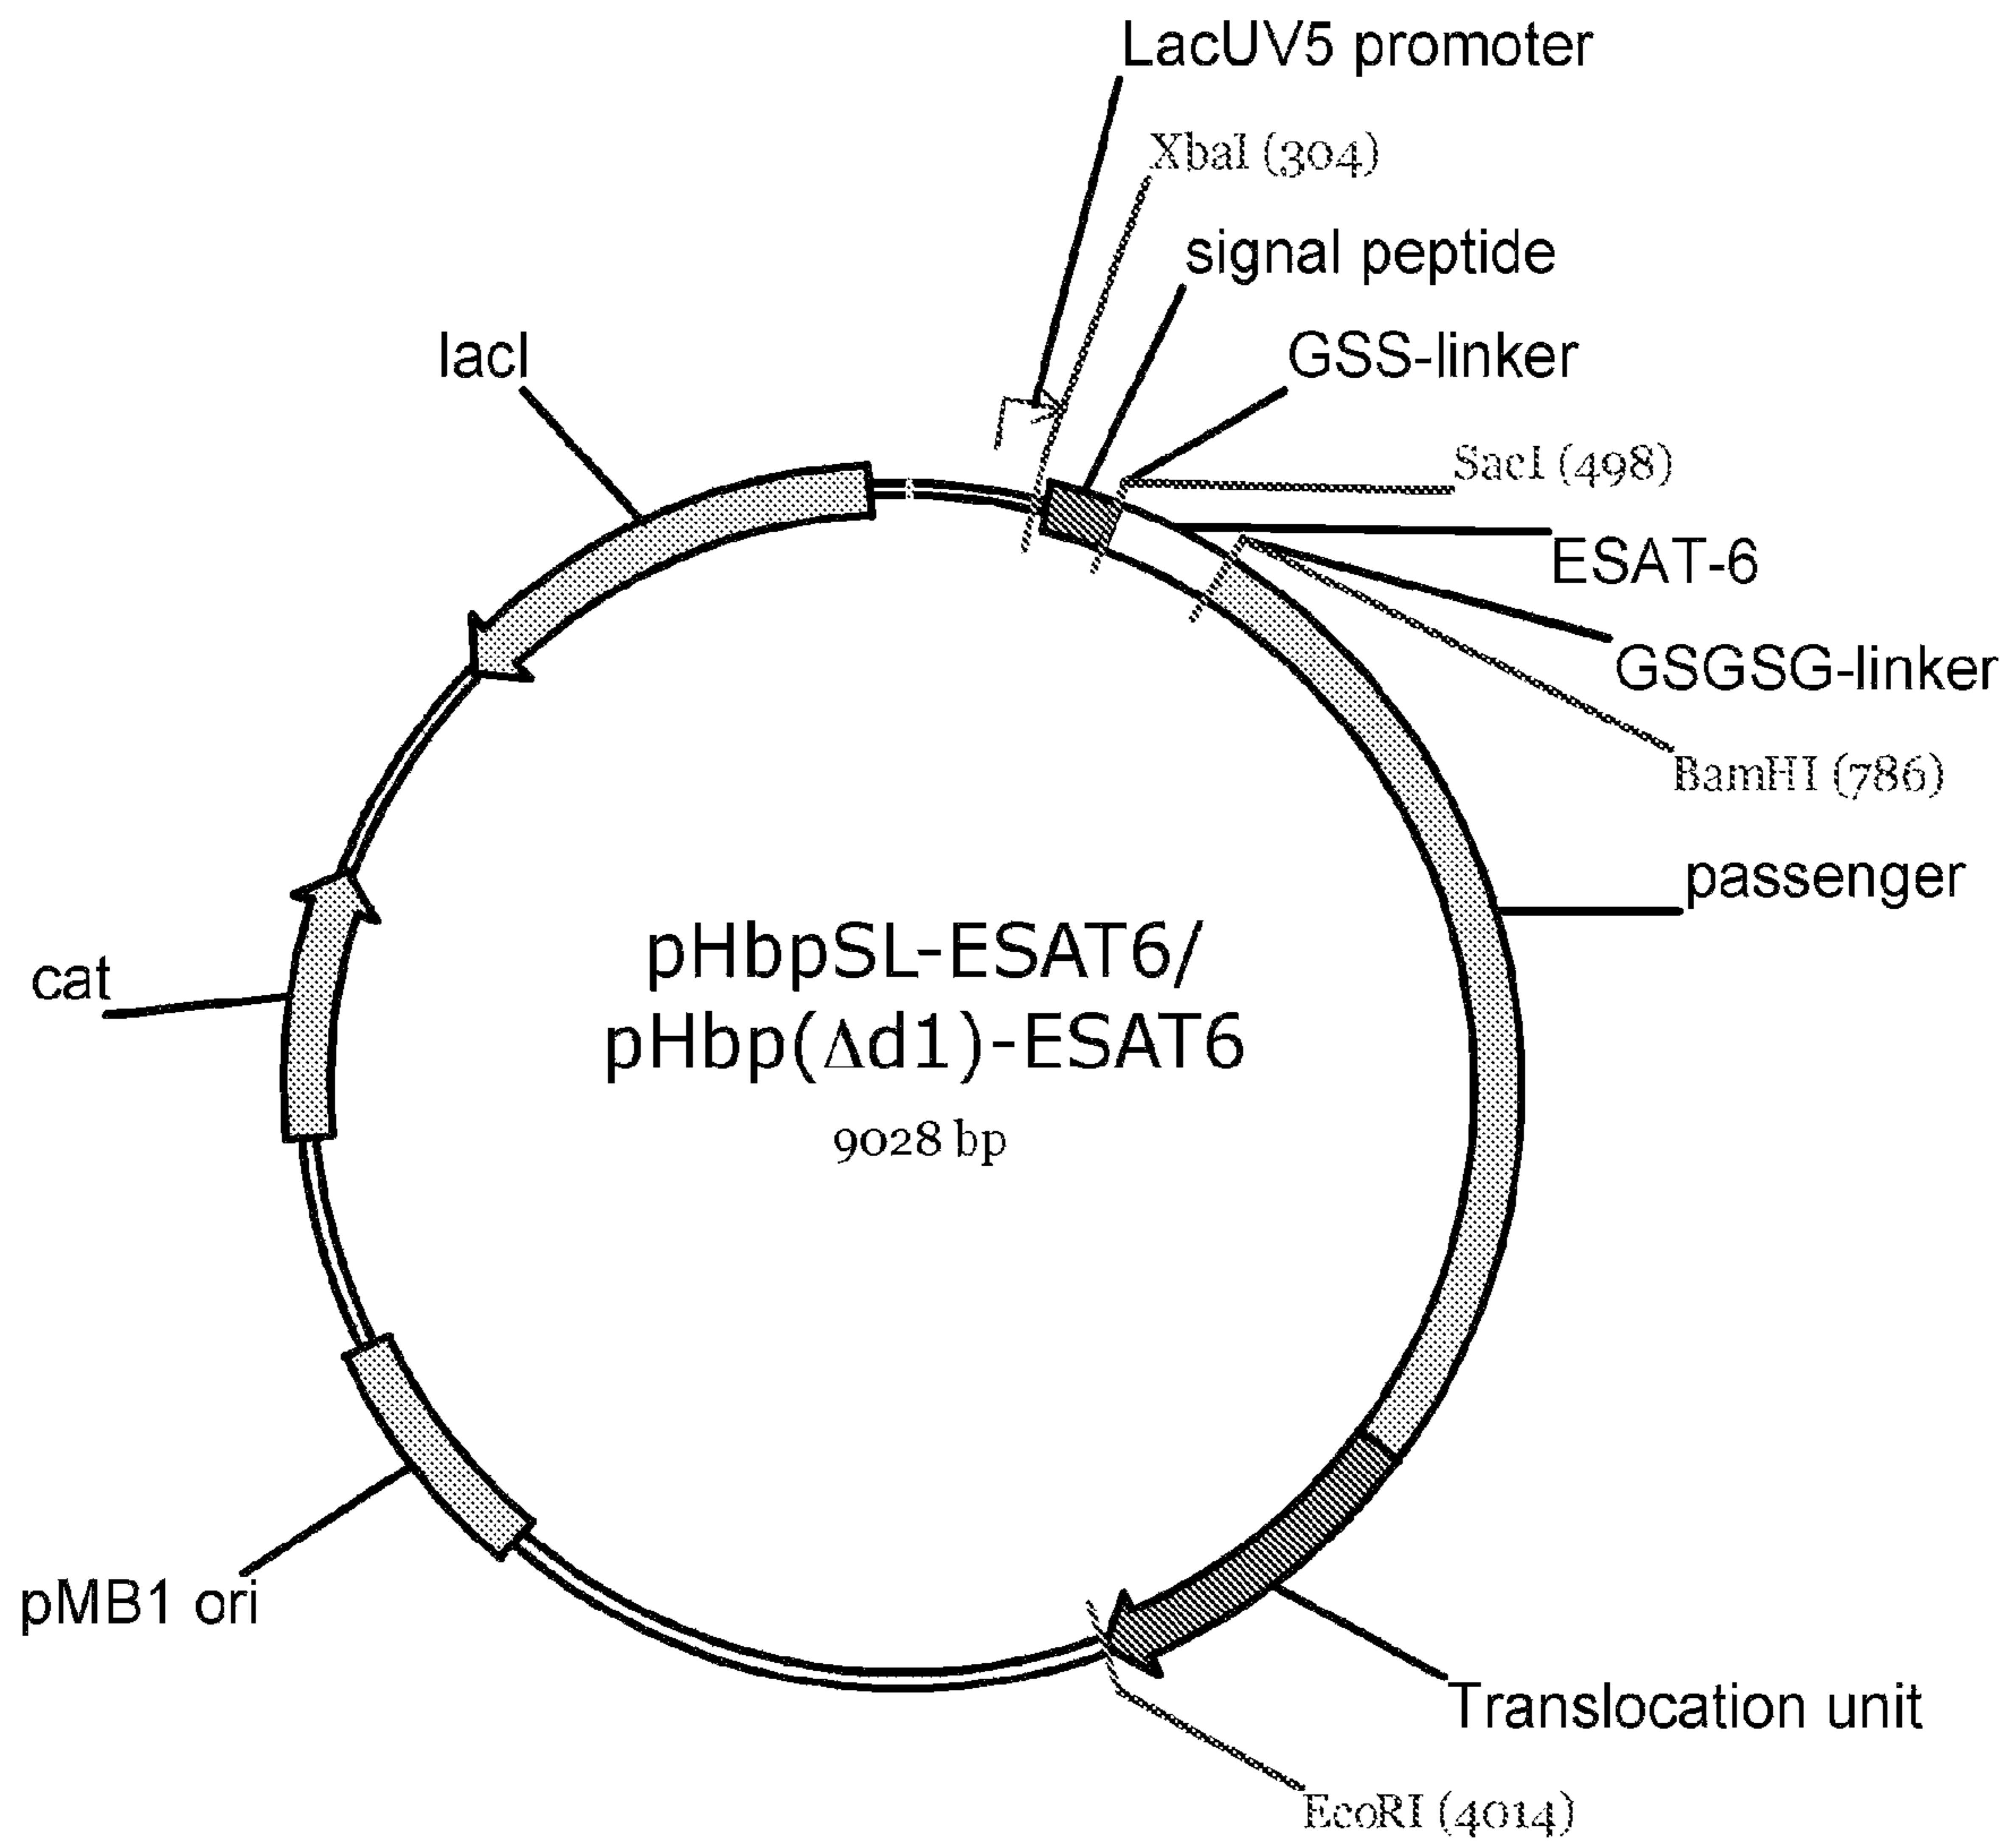 LacUV5 promoter
XbaI (304)
signal peptide
GSS-linker
lacI
SacI (498)
ESAT-6
GSGSG-linker
BamHI (786)
passenger
cat
pHbpSL-ESAT6/
pHbp(Δd1)-ESAT6
9028 bp
pMB1 ori
Translocation unit
EcoRI (4014)